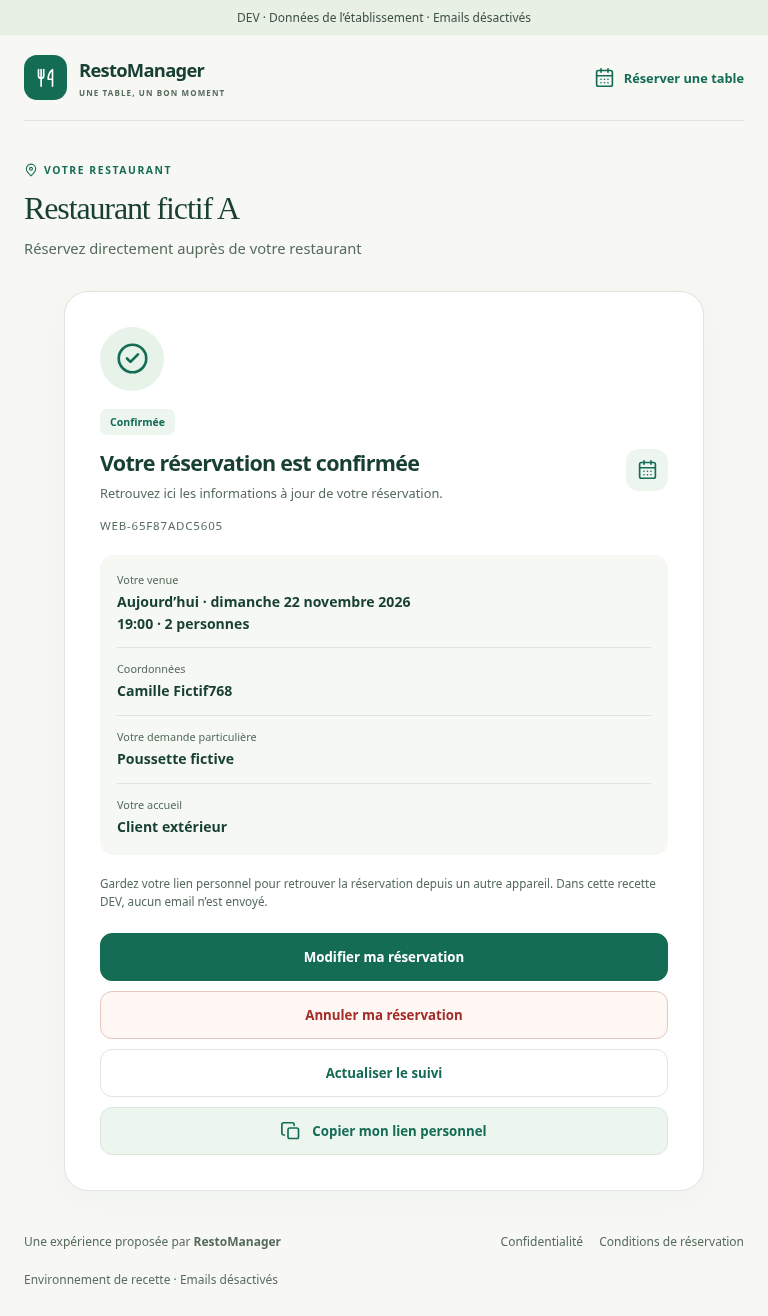 DEV · Données de l’établissement · Emails désactivés
RestoManager
UNE TABLE, UN BON MOMENT
Réserver une table
VOTRE RESTAURANT
Restaurant fictif A
Réservez directement auprès de votre restaurant
Confirmée
Votre réservation est confirmée
Retrouvez ici les informations à jour de votre réservation.
WEB-65F87ADC5605
Votre venue
Aujourd’hui · dimanche 22 novembre 2026
19:00 · 2 personnes
Coordonnées
Camille Fictif768
Votre demande particulière
Poussette fictive
Votre accueil
Client extérieur
Gardez votre lien personnel pour retrouver la réservation depuis un autre appareil. Dans cette recette
DEV, aucun email n’est envoyé.
Modifier ma réservation
Annuler ma réservation
Actualiser le suivi
Copier mon lien personnel
Une expérience proposée par RestoManager
Confidentialité Conditions de réservation
Environnement de recette · Emails désactivés